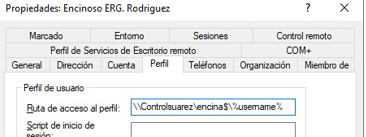 Propiedades: Encinoso ERG. Rodriguez
Marcado Entorno Sesiones Control remoto
Perfil de Servicios de Escritorio remoto COM+
General Dirección Cuenta Perfil Teléfonos Organización Miembro de
Perfil de usuario
Ruta de acceso al perfil: \\Controlsuarez\encina$\%username%
Script de inicio de
sesión: